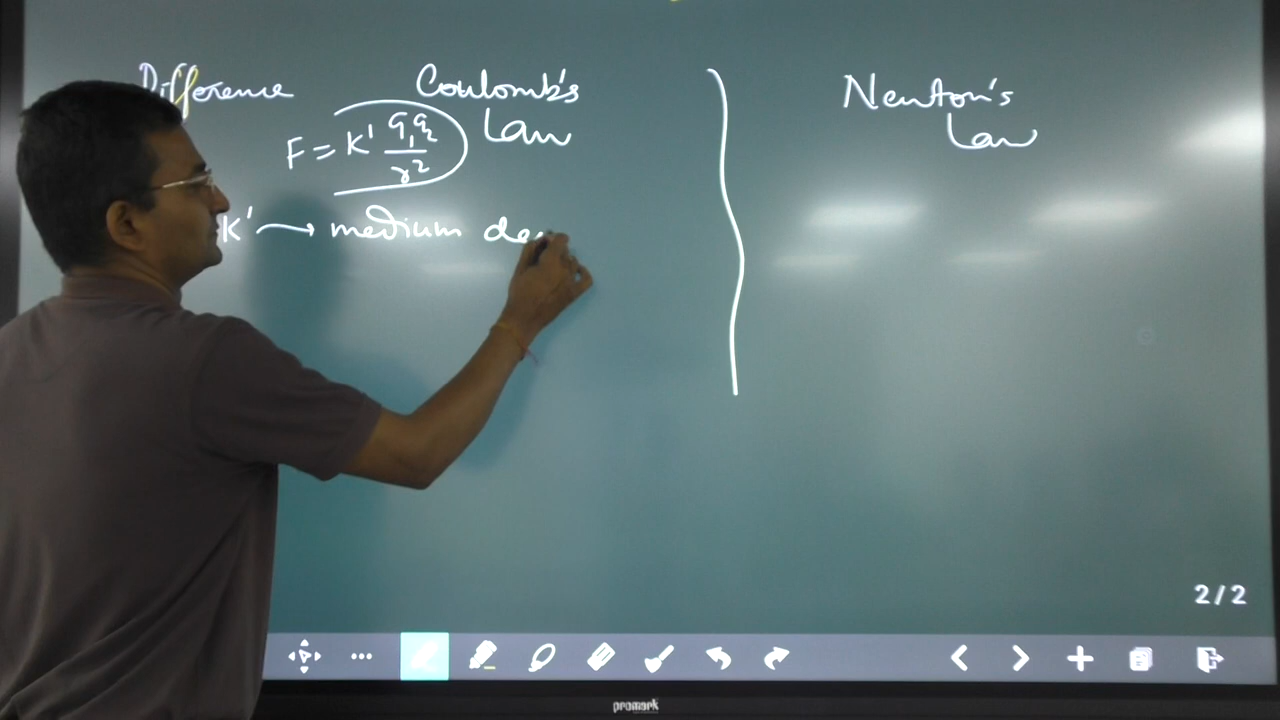 Difference Coulomb's Law
F = K' q₁q₂ / r²
K' → medium de
Newton's Law
2/2
promark